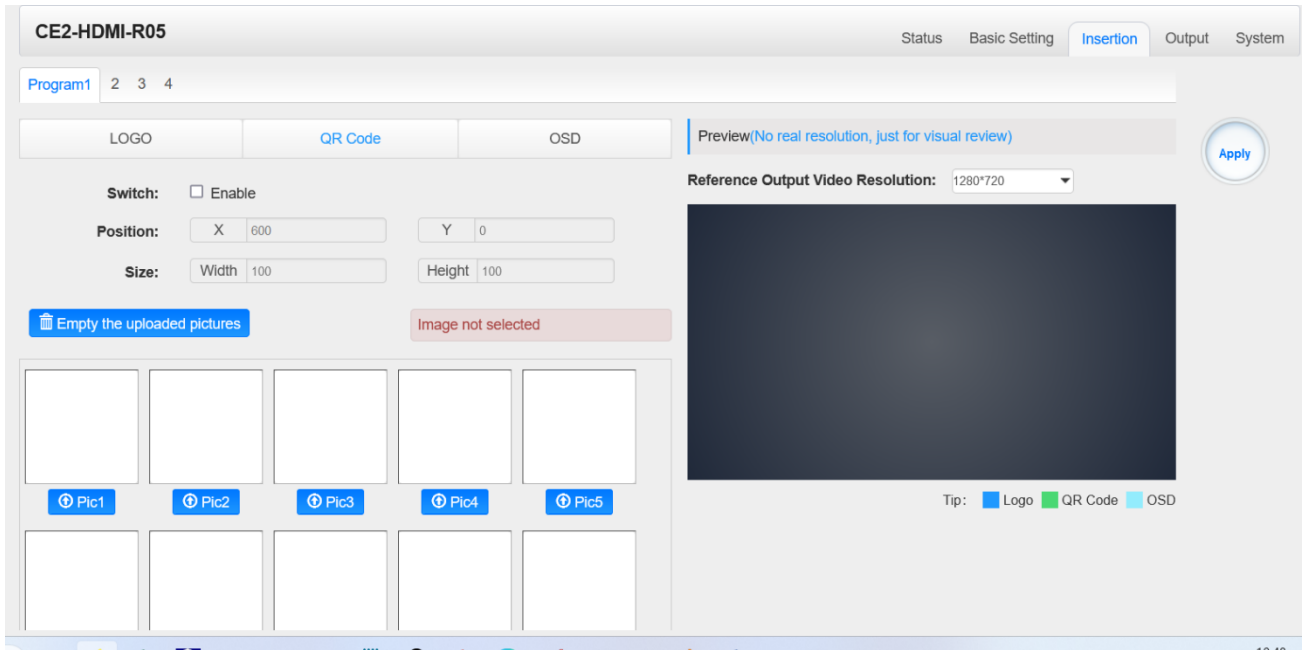 CE2-HDMI-R05
Status Basic Setting Insertion Output System
Program1 2 3 4
LOGO QR Code OSD
Preview(No real resolution, just for visual review)
Apply
Switch: Enable
Reference Output Video Resolution: 1280*720
Position: X 600 Y 0
Size: Width 100 Height 100
Empty the uploaded pictures
Image not selected
Pic1 Pic2 Pic3 Pic4 Pic5
Tip: Logo QR Code OSD